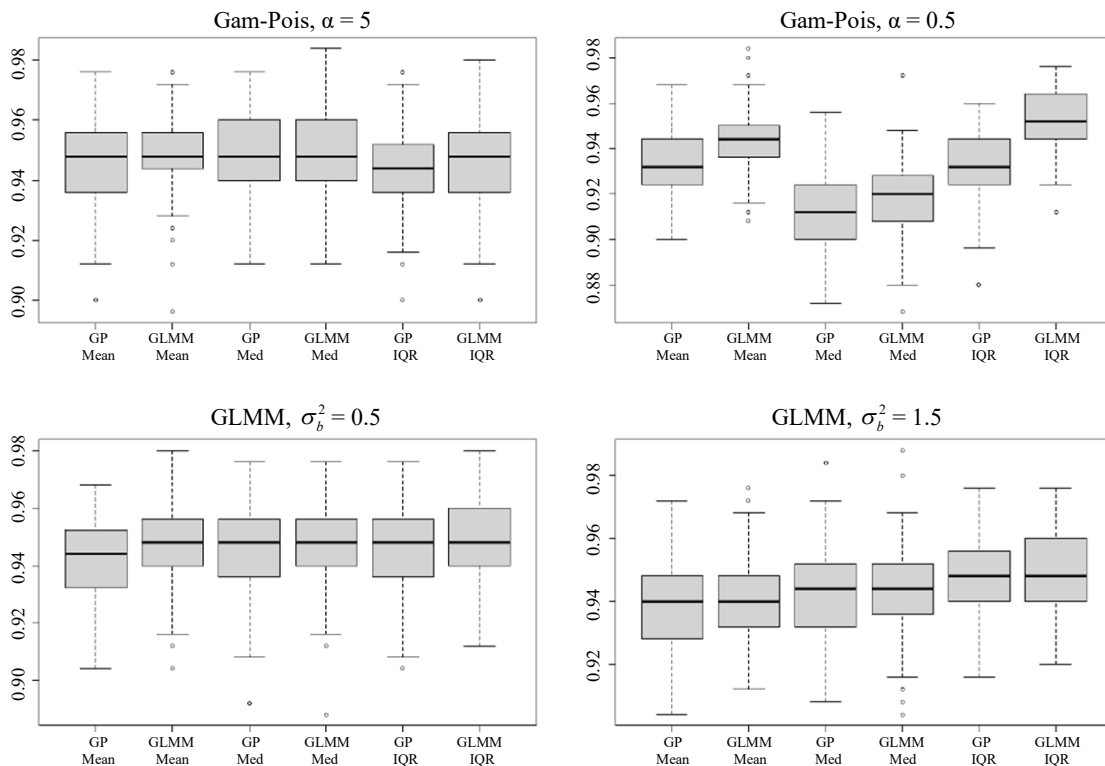 Gam-Pois, α = 5
0.98
0.96
0.94
0.92
0.90
GP Mean
GLMM Mean
GP Med
GLMM Med
GP IQR
GLMM IQR
Gam-Pois, α = 0.5
0.98
0.96
0.94
0.92
0.90
0.88
GP Mean
GLMM Mean
GP Med
GLMM Med
GP IQR
GLMM IQR
GLMM, σ_b^2 = 0.5
0.98
0.96
0.94
0.92
0.90
GP Mean
GLMM Mean
GP Med
GLMM Med
GP IQR
GLMM IQR
GLMM, σ_b^2 = 1.5
0.98
0.96
0.94
0.92
GP Mean
GLMM Mean
GP Med
GLMM Med
GP IQR
GLMM IQR